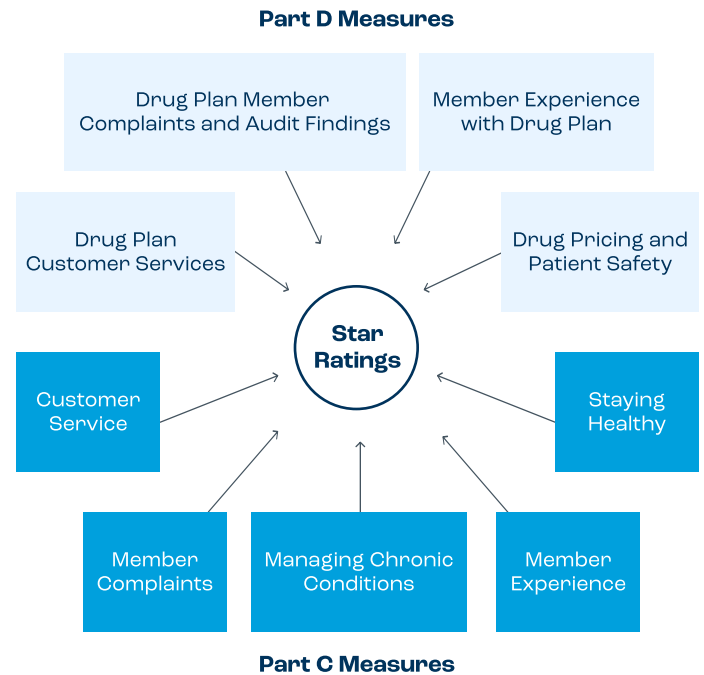 Part D Measures
Drug Plan Member
Complaints and Audit Findings
Member Experience
with Drug Plan
Drug Plan
Customer Services
Drug Pricing and
Patient Safety
Star
Ratings
Customer
Service
Staying
Healthy
Member
Complaints
Managing Chronic
Conditions
Member
Experience
Part C Measures